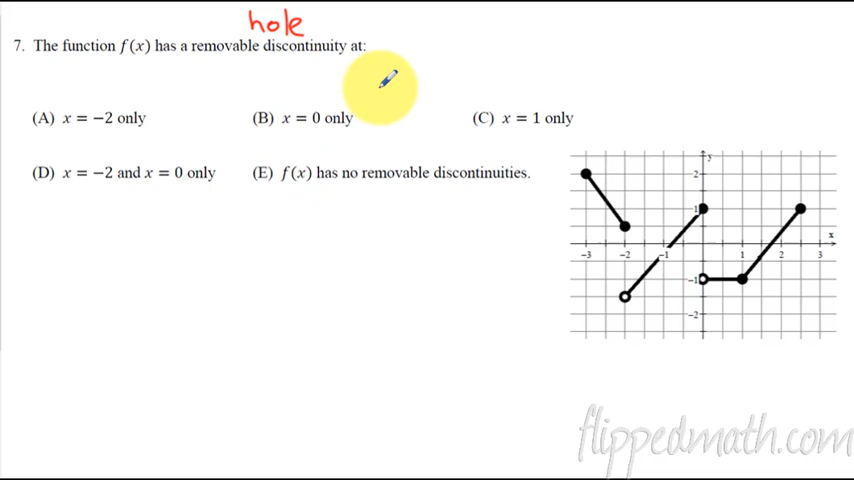 hole
7. The function f(x) has a removable discontinuity at:
(A) x = −2 only
(B) x = 0 only
(C) x = 1 only
(D) x = −2 and x = 0 only
(E) f(x) has no removable discontinuities.
y
2
1
x
−3 −2 −1 1 2 3
−1
−2
flippedmath.com